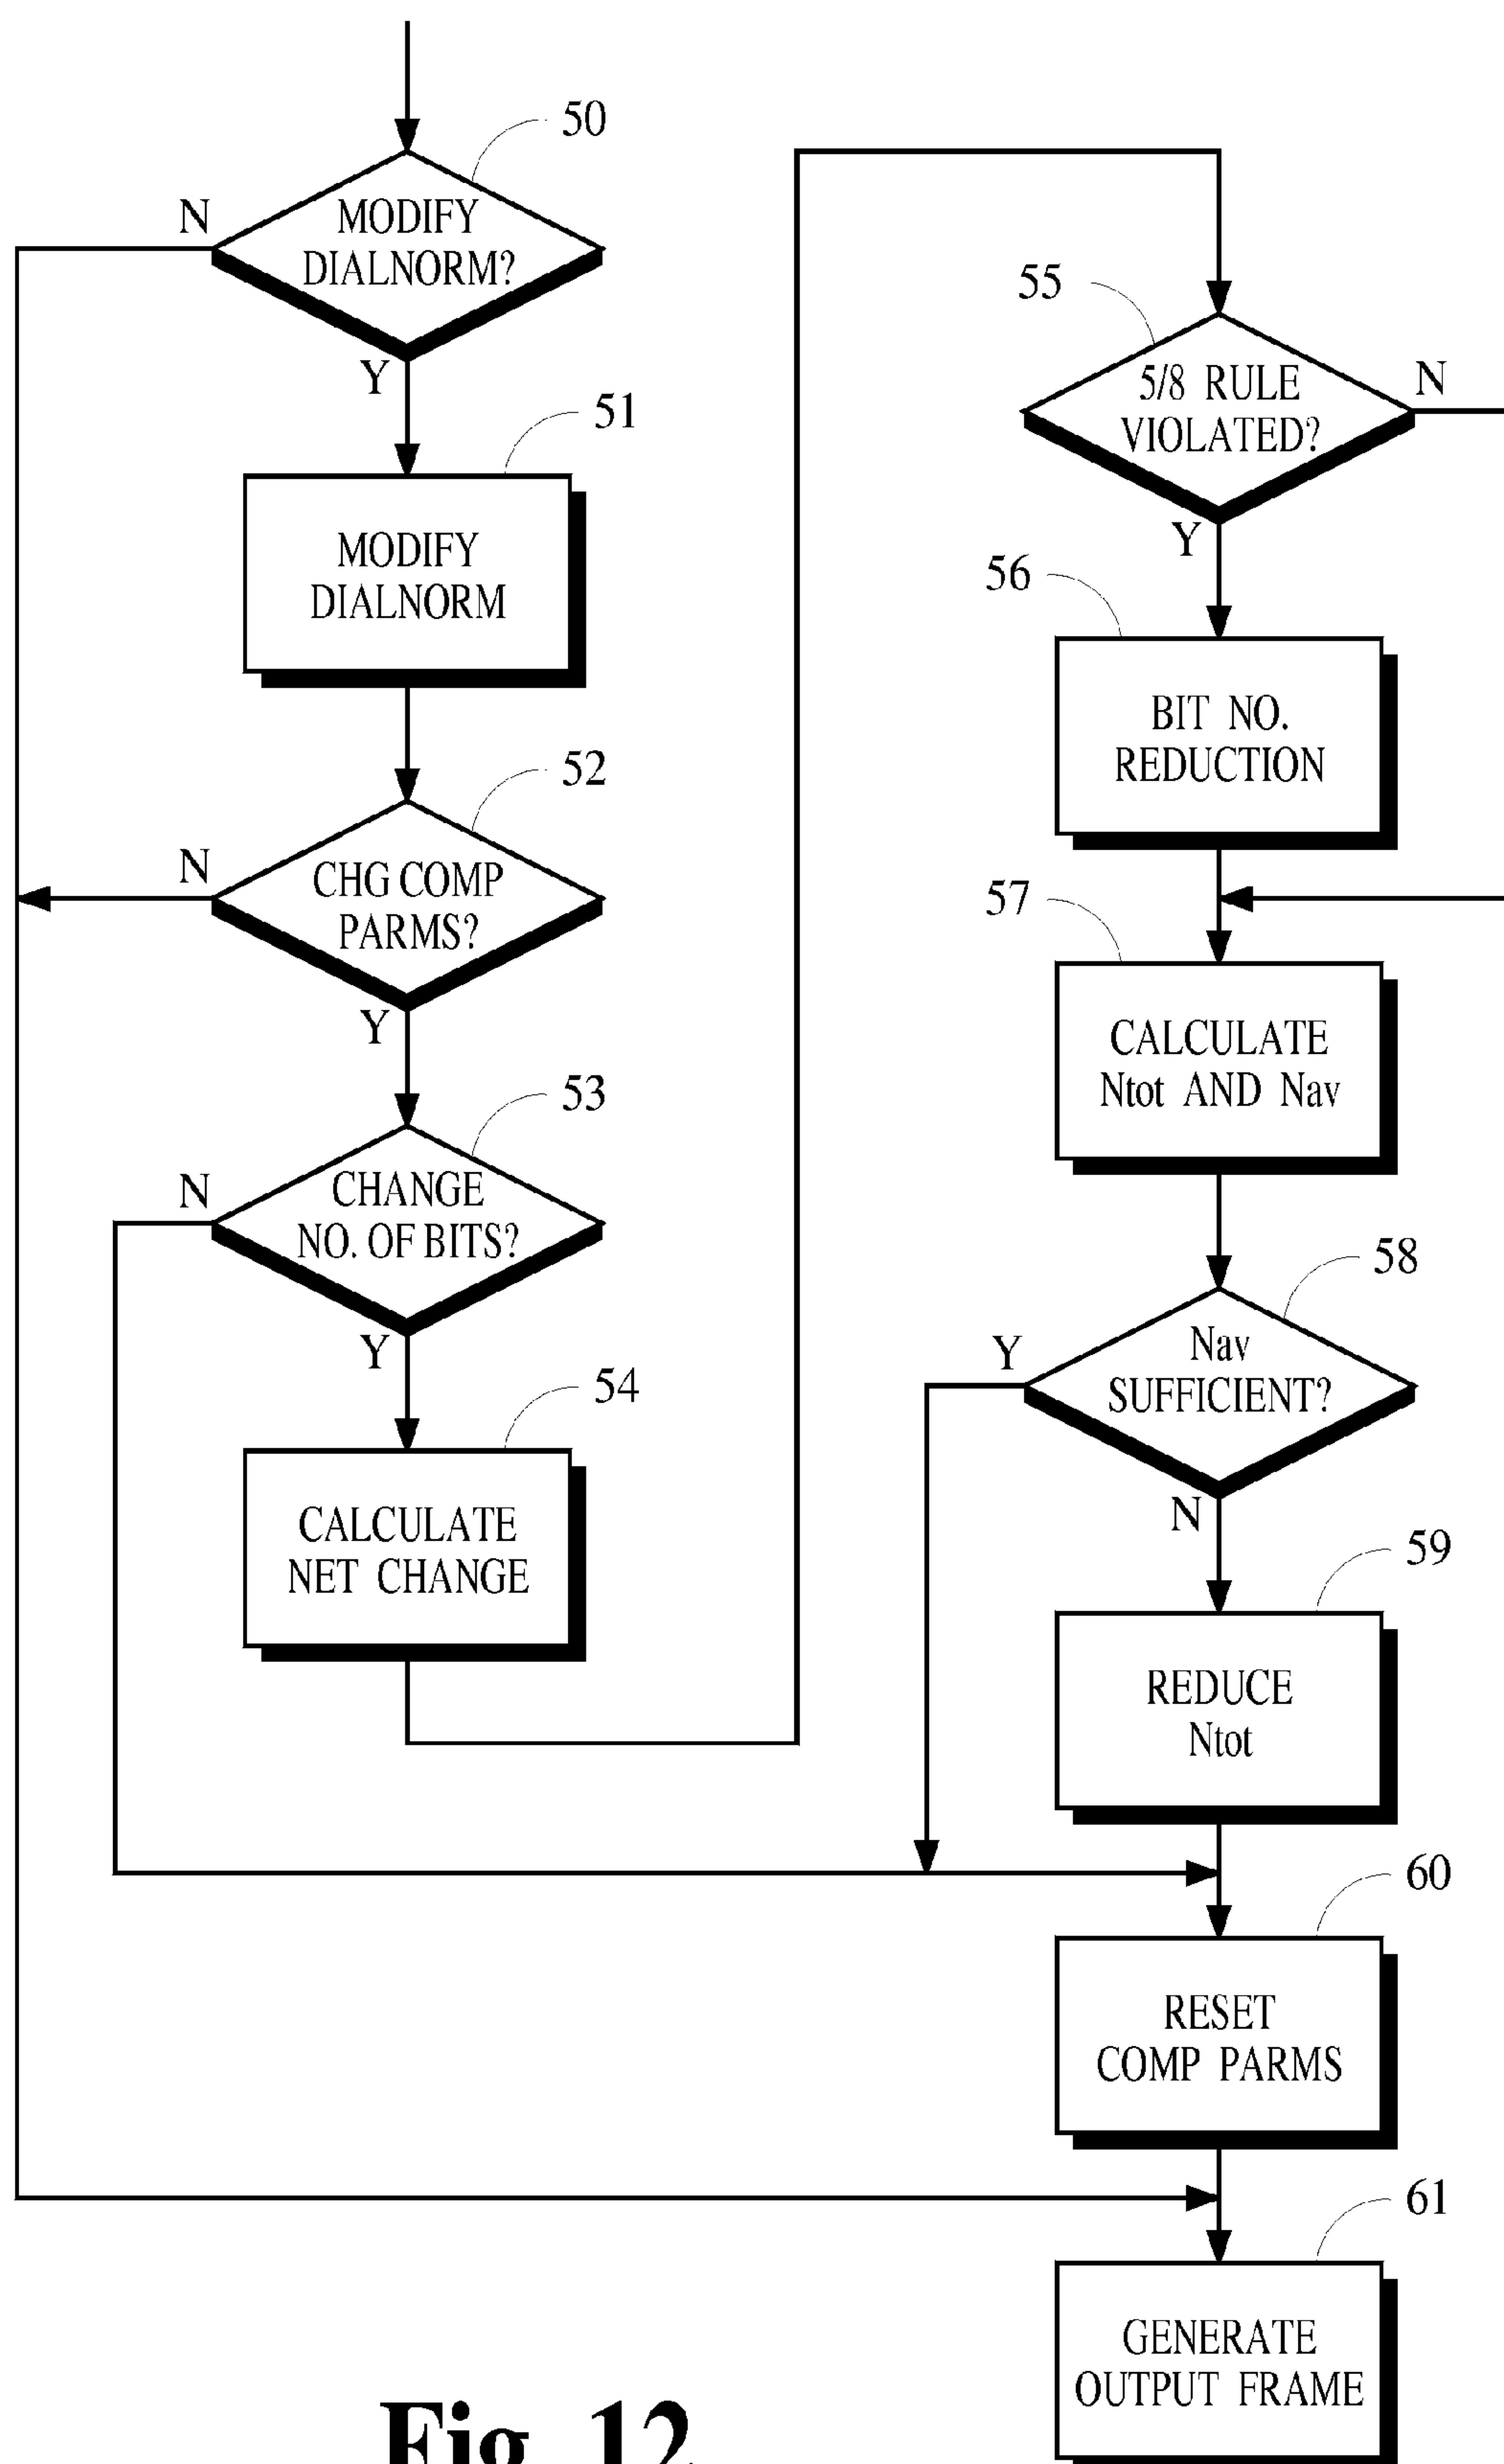 50
N
MODIFY
DIALNORM?
Y
51
MODIFY
DIALNORM
52
N
CHG COMP
PARMS?
Y
53
N
CHANGE
NO. OF BITS?
Y
54
CALCULATE
NET CHANGE
55
5/8 RULE
VIOLATED?
N
Y
56
BIT NO.
REDUCTION
57
CALCULATE
Ntot AND Nav
58
Y
Nav
SUFFICIENT?
N
59
REDUCE
Ntot
60
RESET
COMP PARMS
61
GENERATE
OUTPUT FRAME
Fig. 12